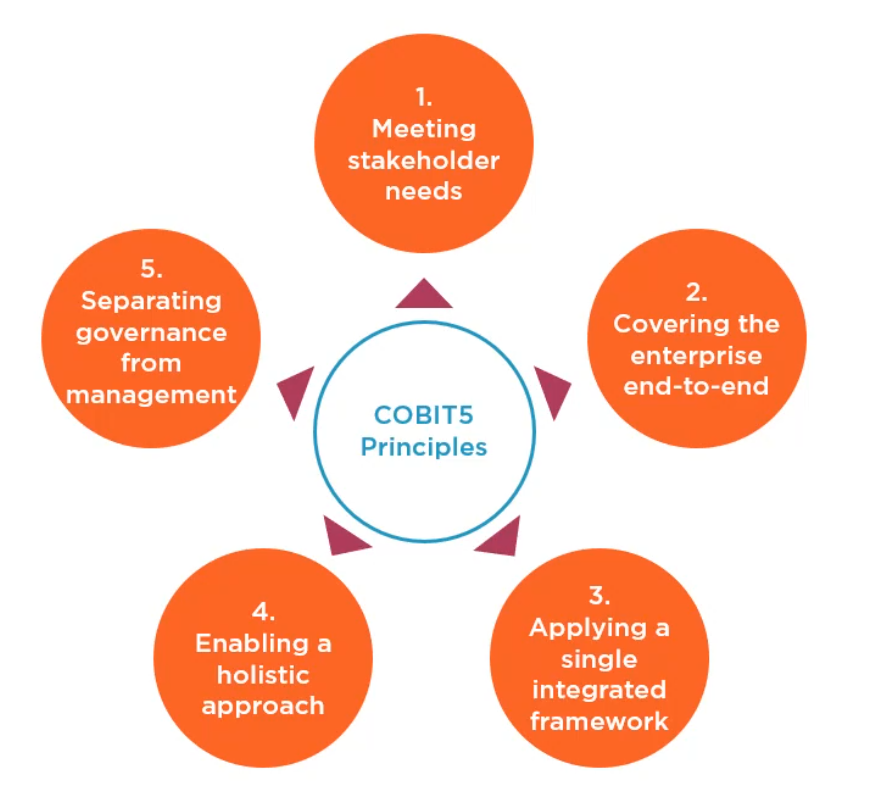 1.
Meeting
stakeholder
needs
2.
Covering the
enterprise
end-to-end
3.
Applying a
single
integrated
framework
4.
Enabling a
holistic
approach
5.
Separating
governance
from
management
COBIT5
Principles